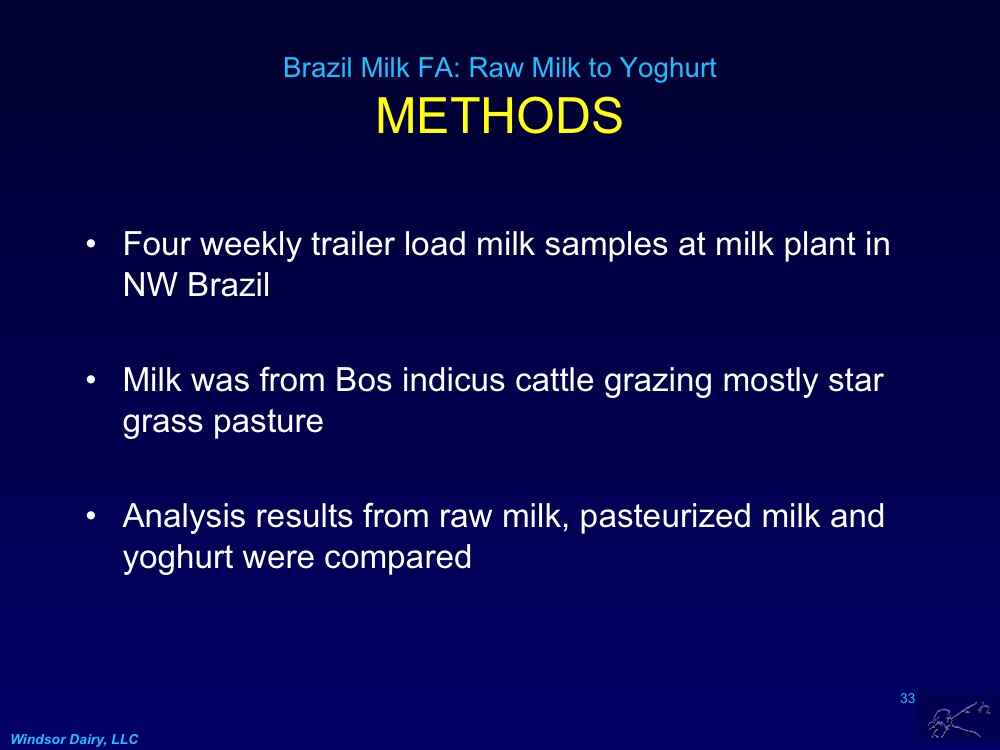 Brazil Milk FA: Raw Milk to Yoghurt
METHODS
• Four weekly trailer load milk samples at milk plant in
NW Brazil
• Milk was from Bos indicus cattle grazing mostly star
grass pasture
• Analysis results from raw milk, pasteurized milk and
yoghurt were compared
33
Windsor Dairy, LLC